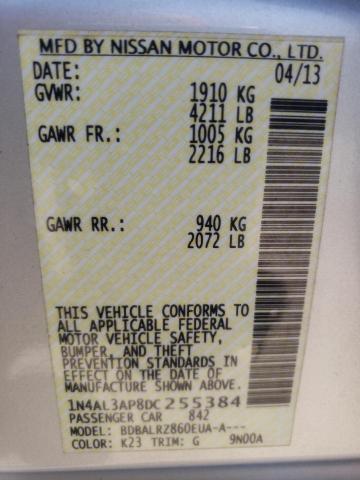 MFD BY NISSAN MOTOR CO., LTD.
DATE: 04/13
GVWR: 1910 KG
4211 LB
GAWR FR.: 1005 KG
2216 LB
GAWR RR.: 940 KG
2072 LB
THIS VEHICLE CONFORMS TO
ALL APPLICABLE FEDERAL
MOTOR VEHICLE SAFETY,
BUMPER, AND THEFT
PREVENTION STANDARDS IN
EFFECT ON THE DATE OF
MANUFACTURE SHOWN ABOVE.
1N4AL3AP8DC 255384
PASSENGER CAR 842
MODEL: BDBALRZ860EUA-A---
COLOR: K23 TRIM: G 9N00A